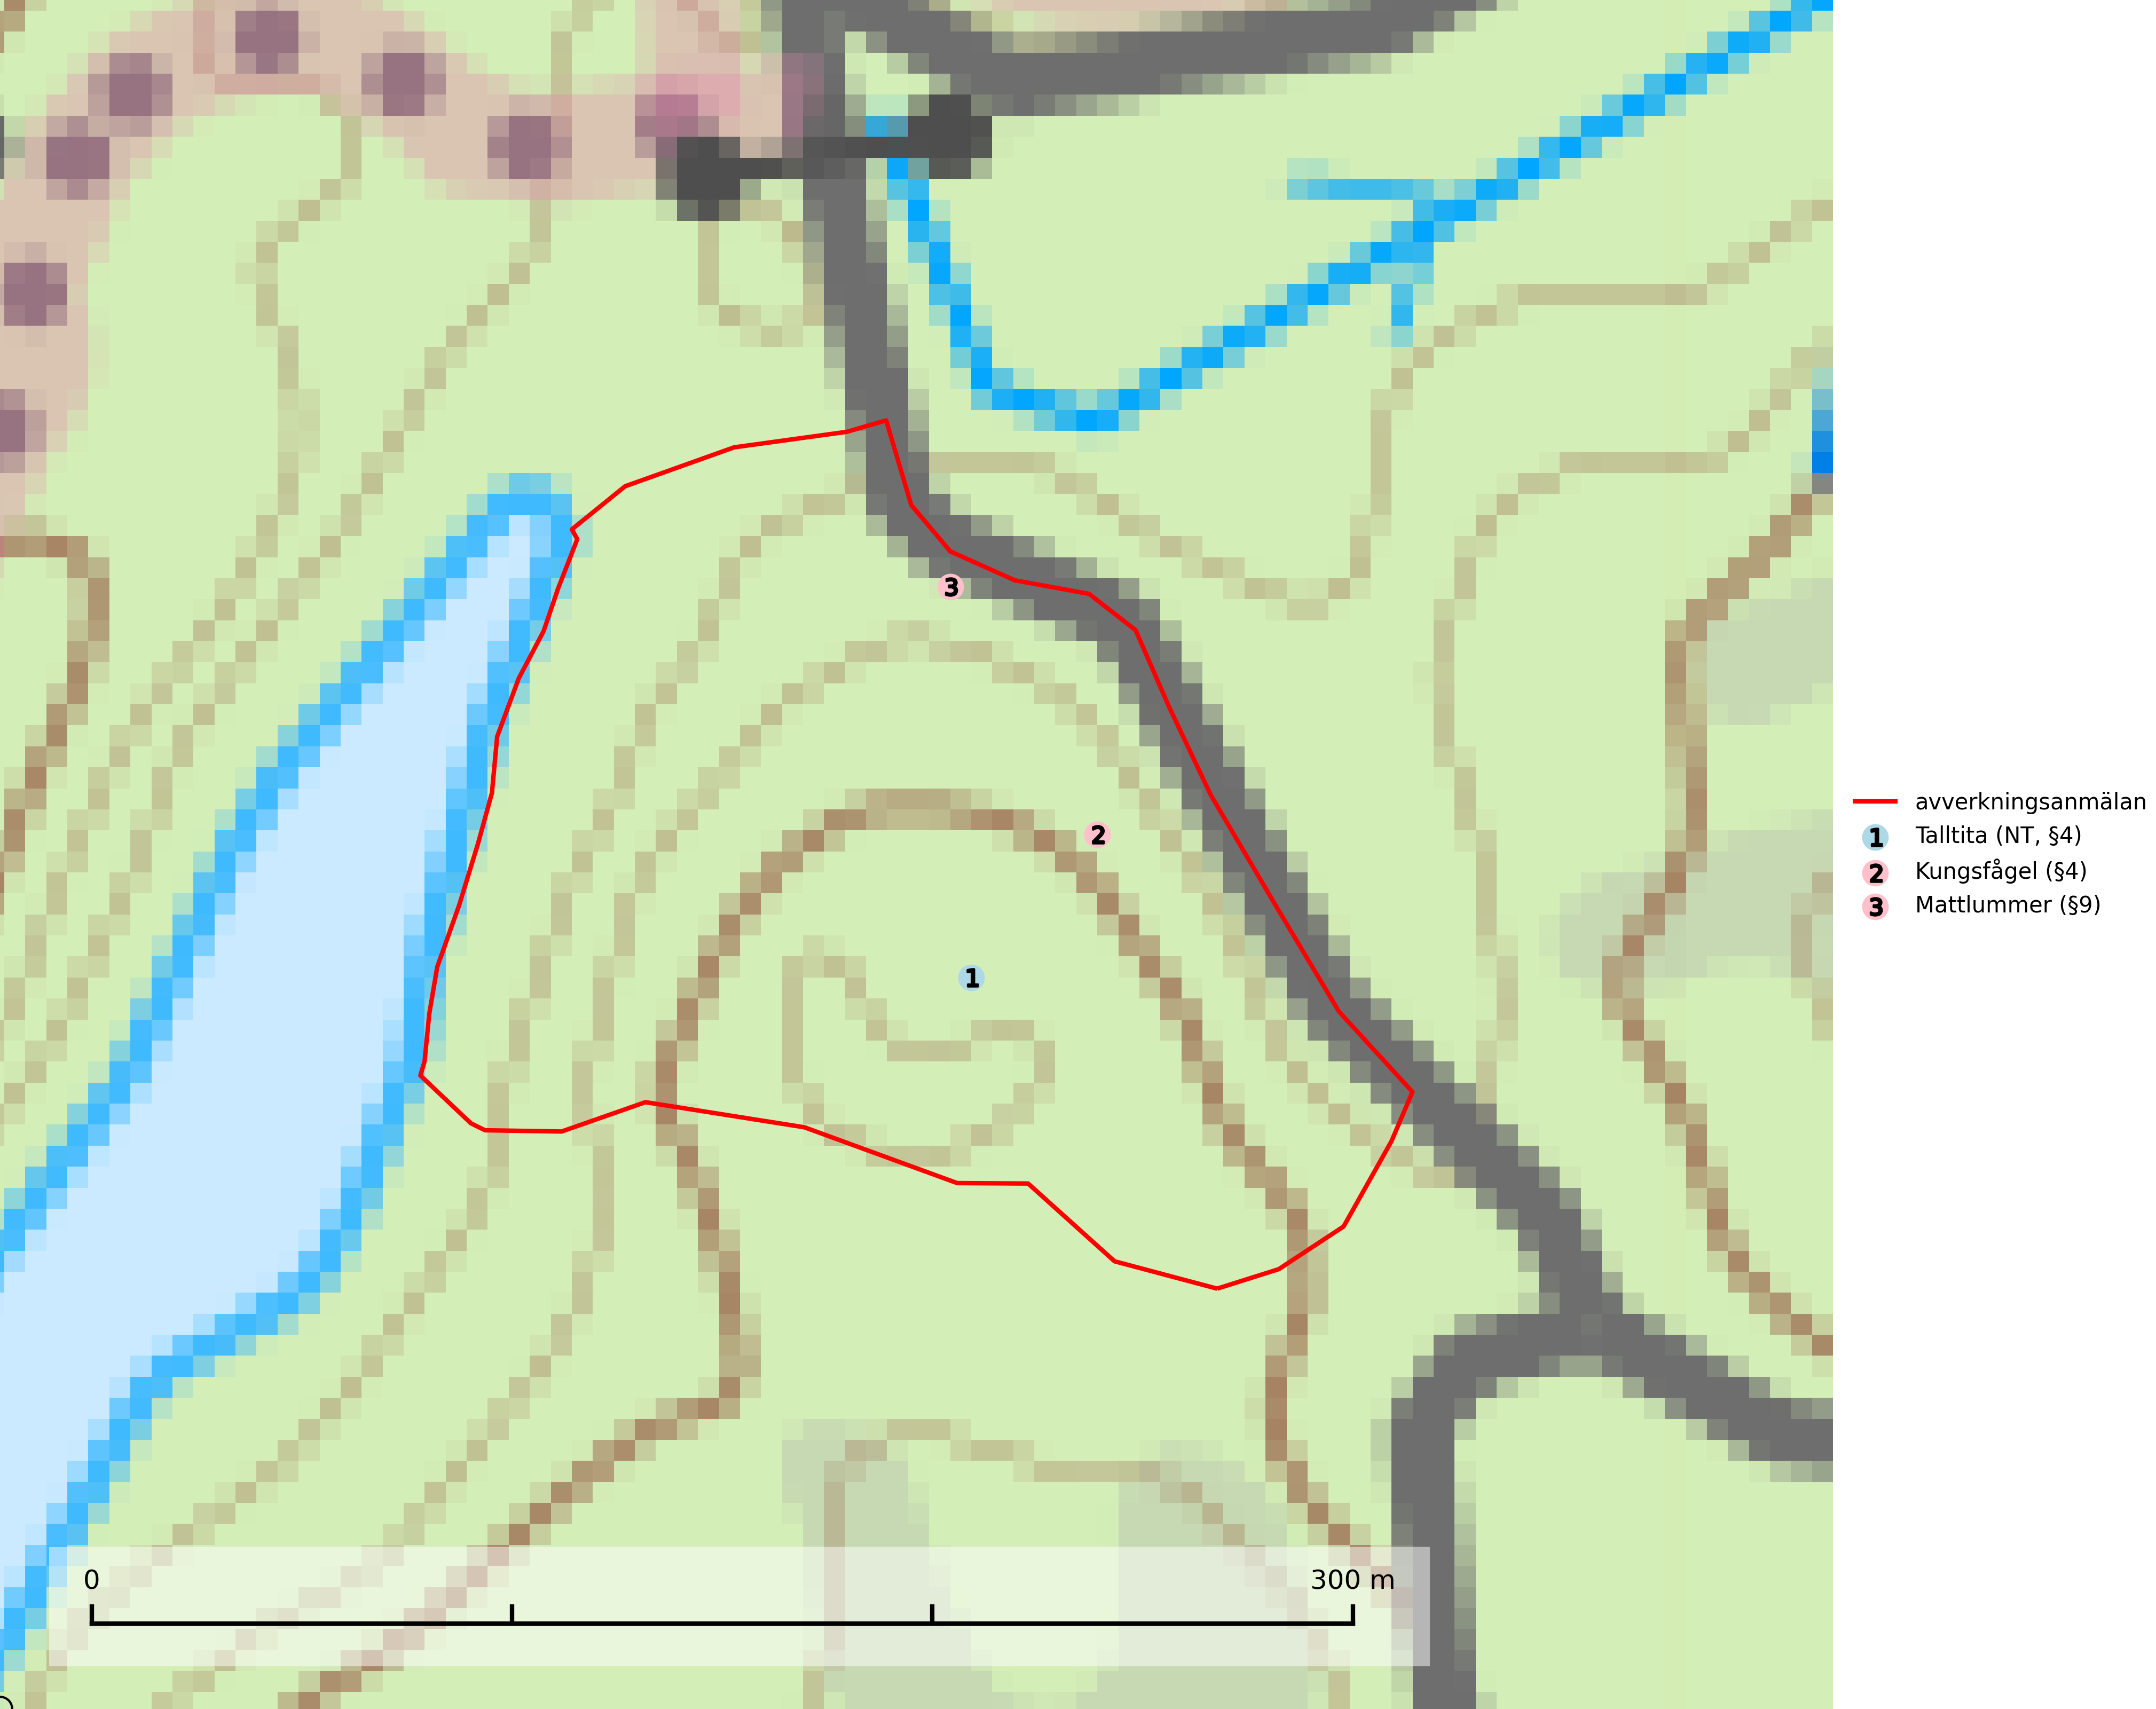 3
2
1
avverkningsanmälan
1 Talltita (NT, §4)
2 Kungsfågel (§4)
3 Mattlummer (§9)
0 300 m